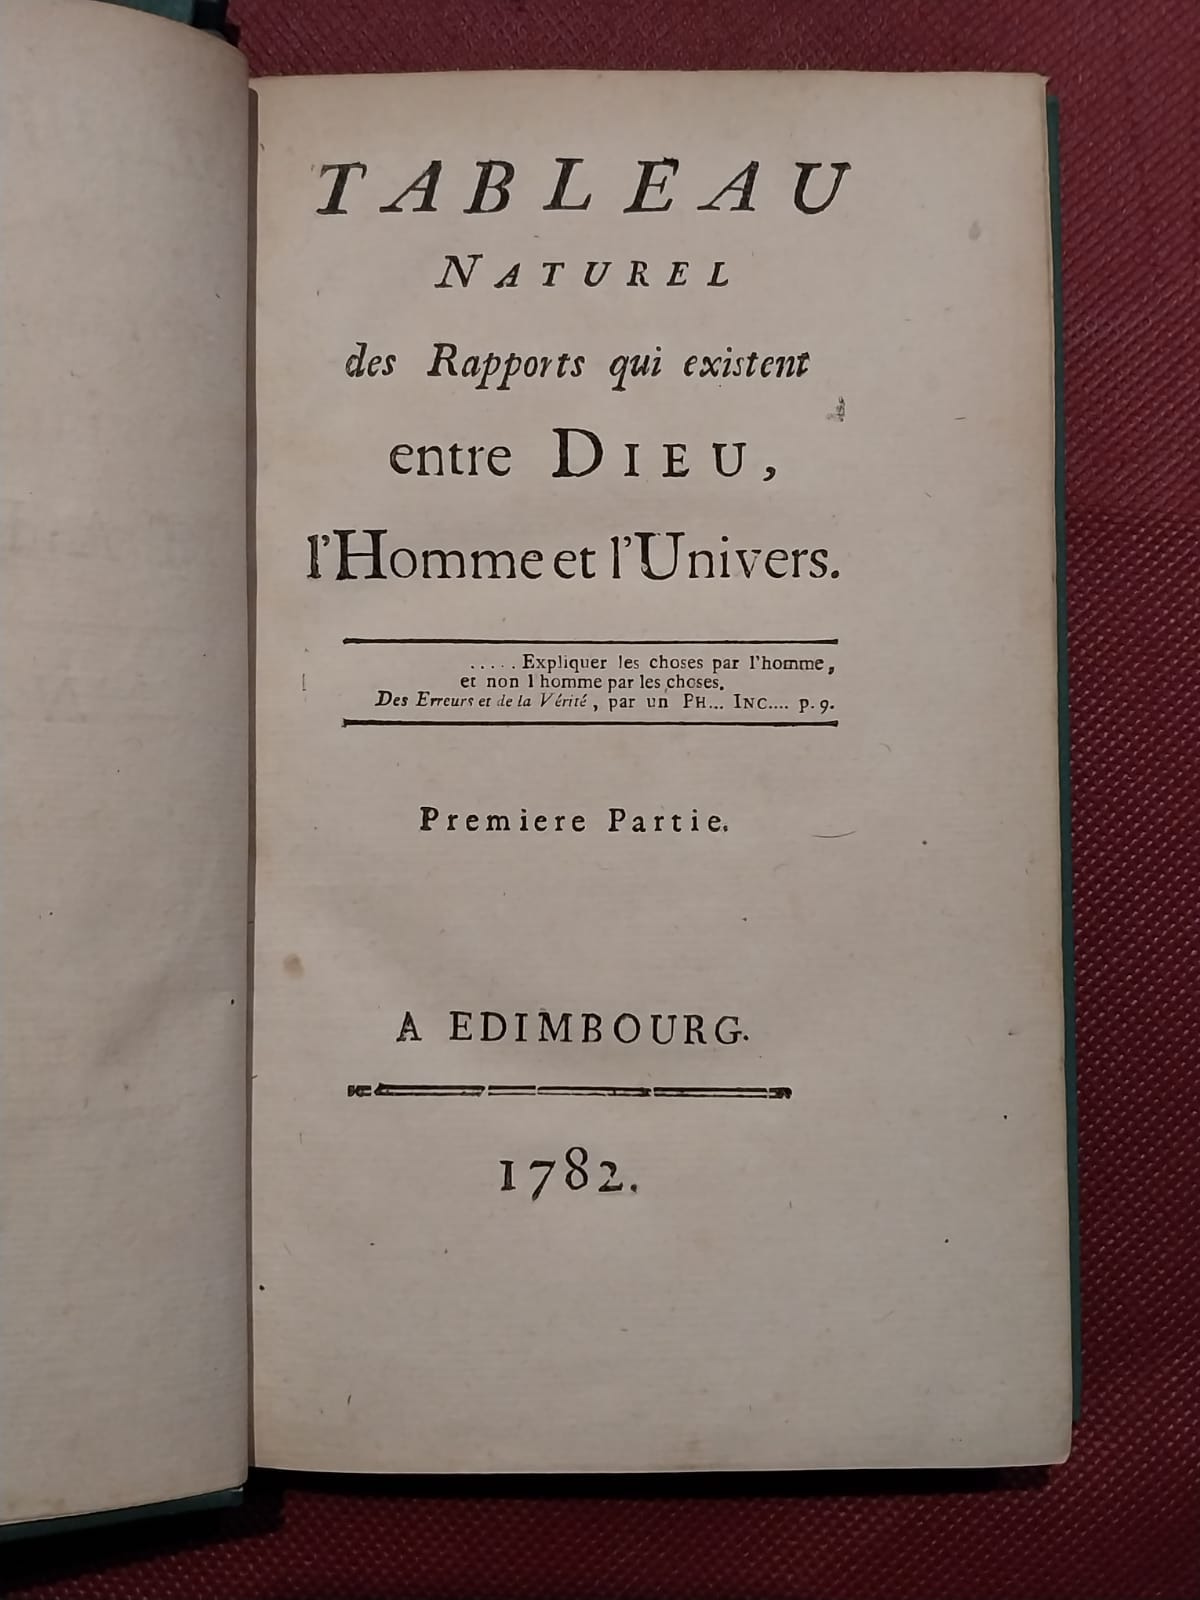 TABLEAU
NATUREL
des Rapports qui existent
entre DIEU,
l'Homme et l'Univers.
..... Expliquer les choses par l'homme,
et non l homme par les choses.
Des Erreurs et de la Vérité, par un PH... INC.... p. 9.
Premiere Partie.
A EDIMBOURG.
1782.